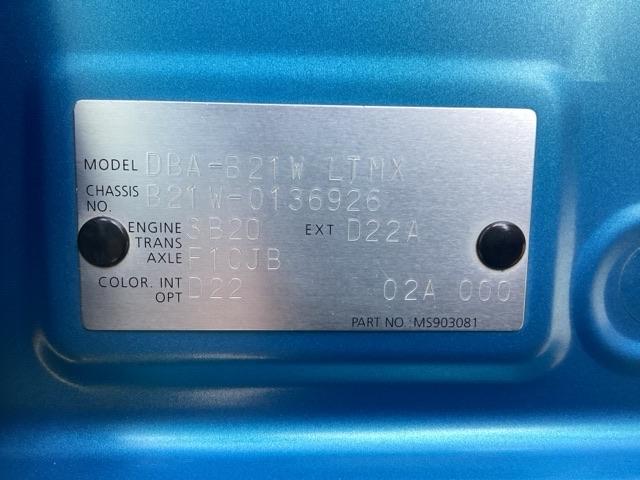 MODEL DBA-B21W LTMX
CHASSIS NO. B21W-0136926
ENGINE 3B20 EXT D22A
TRANS AXLE F1CJB
COLOR. INT OPT D22 02A 000
PART NO. MS903081